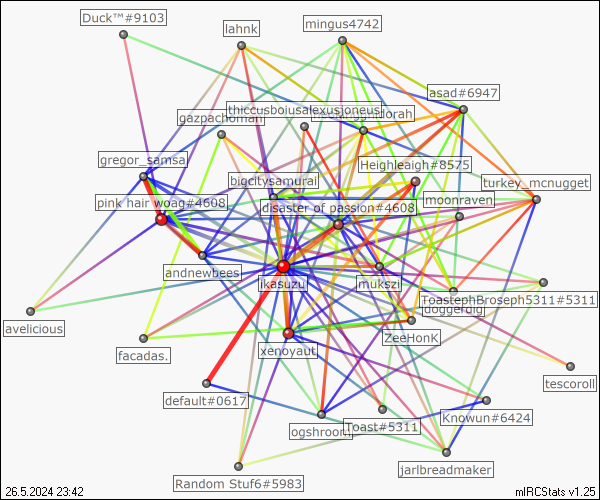 Duck™#9103
lahnk
mingus4742
asad#6947
gazpachoman
thiccusboiusalexusjoneus
gregor_samsa
Heighleaigh#8575
bigcitysamurai
turkey_mcnugget
pink hair woag#4608
disaster of passion#4608
moonraven
andnewbees
ikasuzu
mukszi
ToastephBroseph5311#5311
avelicious
facadas.
xenoyaut
ZeeHonk
tescoroll
default#0617
ogshroom
Toast#5311
Knowun#6424
jarlbreadmaker
Random Stuf6#5983
26.5.2024 23:42
mIRCStats v1.25